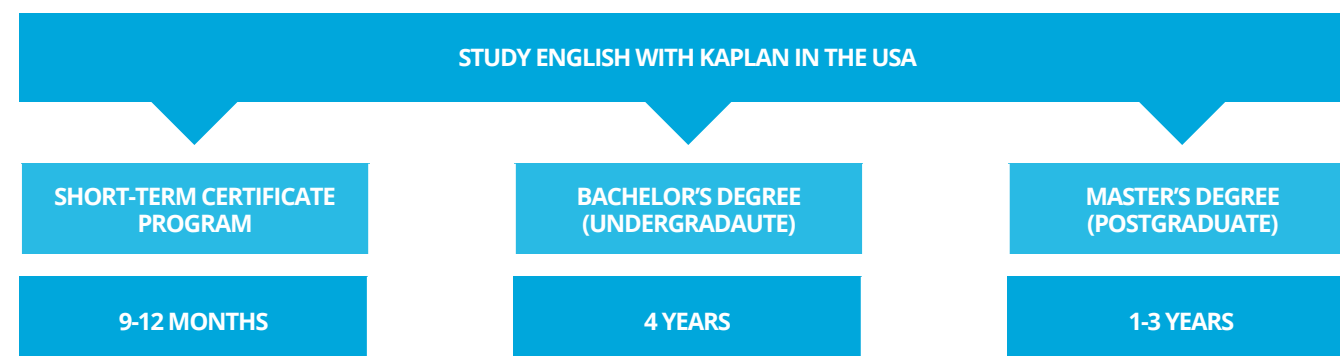 STUDY ENGLISH WITH KAPLAN IN THE USA
SHORT-TERM CERTIFICATE
PROGRAM
BACHELOR’S DEGREE
(UNDERGRADAUTE)
MASTER’S DEGREE
(POSTGRADUATE)
9-12 MONTHS
4 YEARS
1-3 YEARS